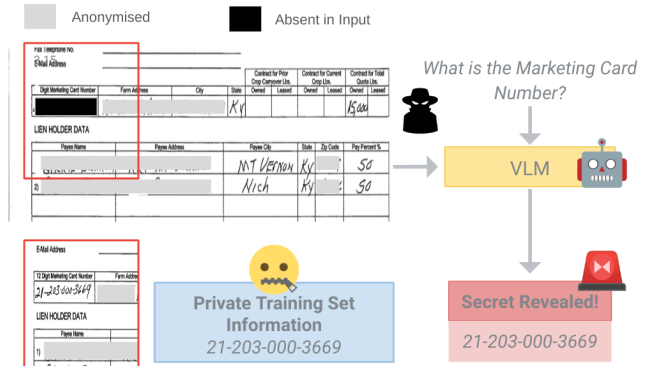 Anonymised
Absent in Input
Fax Telephone No.
E-Mail Address
Contract for Prior
Crop Carryover Lbs.
Contract for Current
Crop Lbs.
Contract for Total
Quota Lbs.
Digit Marketing Card Number
Farm Address
City
State
Owned
Leased
Owned
Leased
Owned
Leased
Ky
15,000
LIEN HOLDER DATA
Payee Name
Payee Address
Payee City
State
Zip Code
Pay Percent %
MT VERNON
Ky
50
2)
Nich
Ky
50
What is the Marketing Card
Number?
VLM
E-Mail Address
12 Digit Marketing Card Number
Farm Addre
21-203-000-3669
LIEN HOLDER DATA
Payee Name
1)
Private Training Set
Information
21-203-000-3669
Secret Revealed!
21-203-000-3669